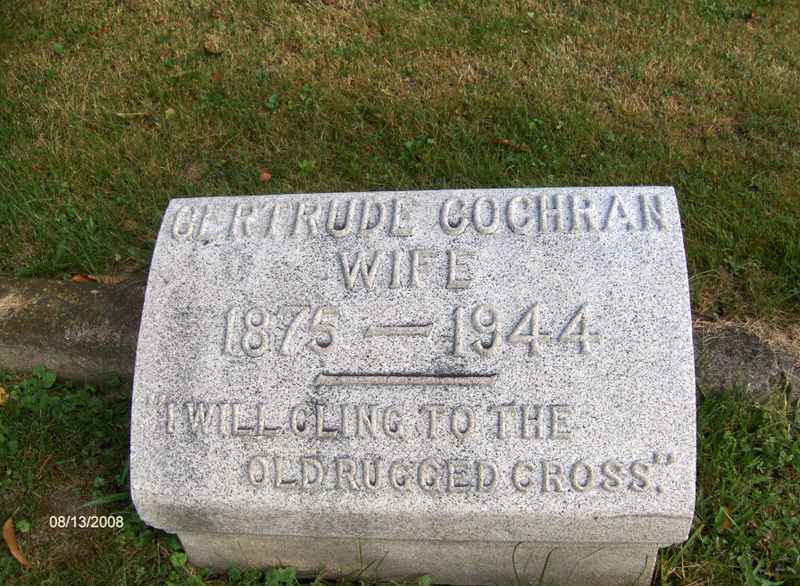 GERTRUDE COCHRAN
WIFE
1875 — 1944
"I WILL CLING TO THE
OLD RUGGED CROSS."
08/13/2008